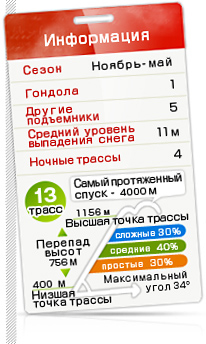 Информация
Сезон Ноябрь-май
Гондола 1
Другие
подъемники 5
Средний уровень
выпадения снега 11 м
Ночные трассы 4
13
трасс
Самый протяженный
спуск - 4000 м
1156 м
Высшая точка трассы
Перепад
высот
756 м
сложные 30%
средние 40%
простые 30%
400 м
Низшая
точка трассы
Максимальный
угол 34°